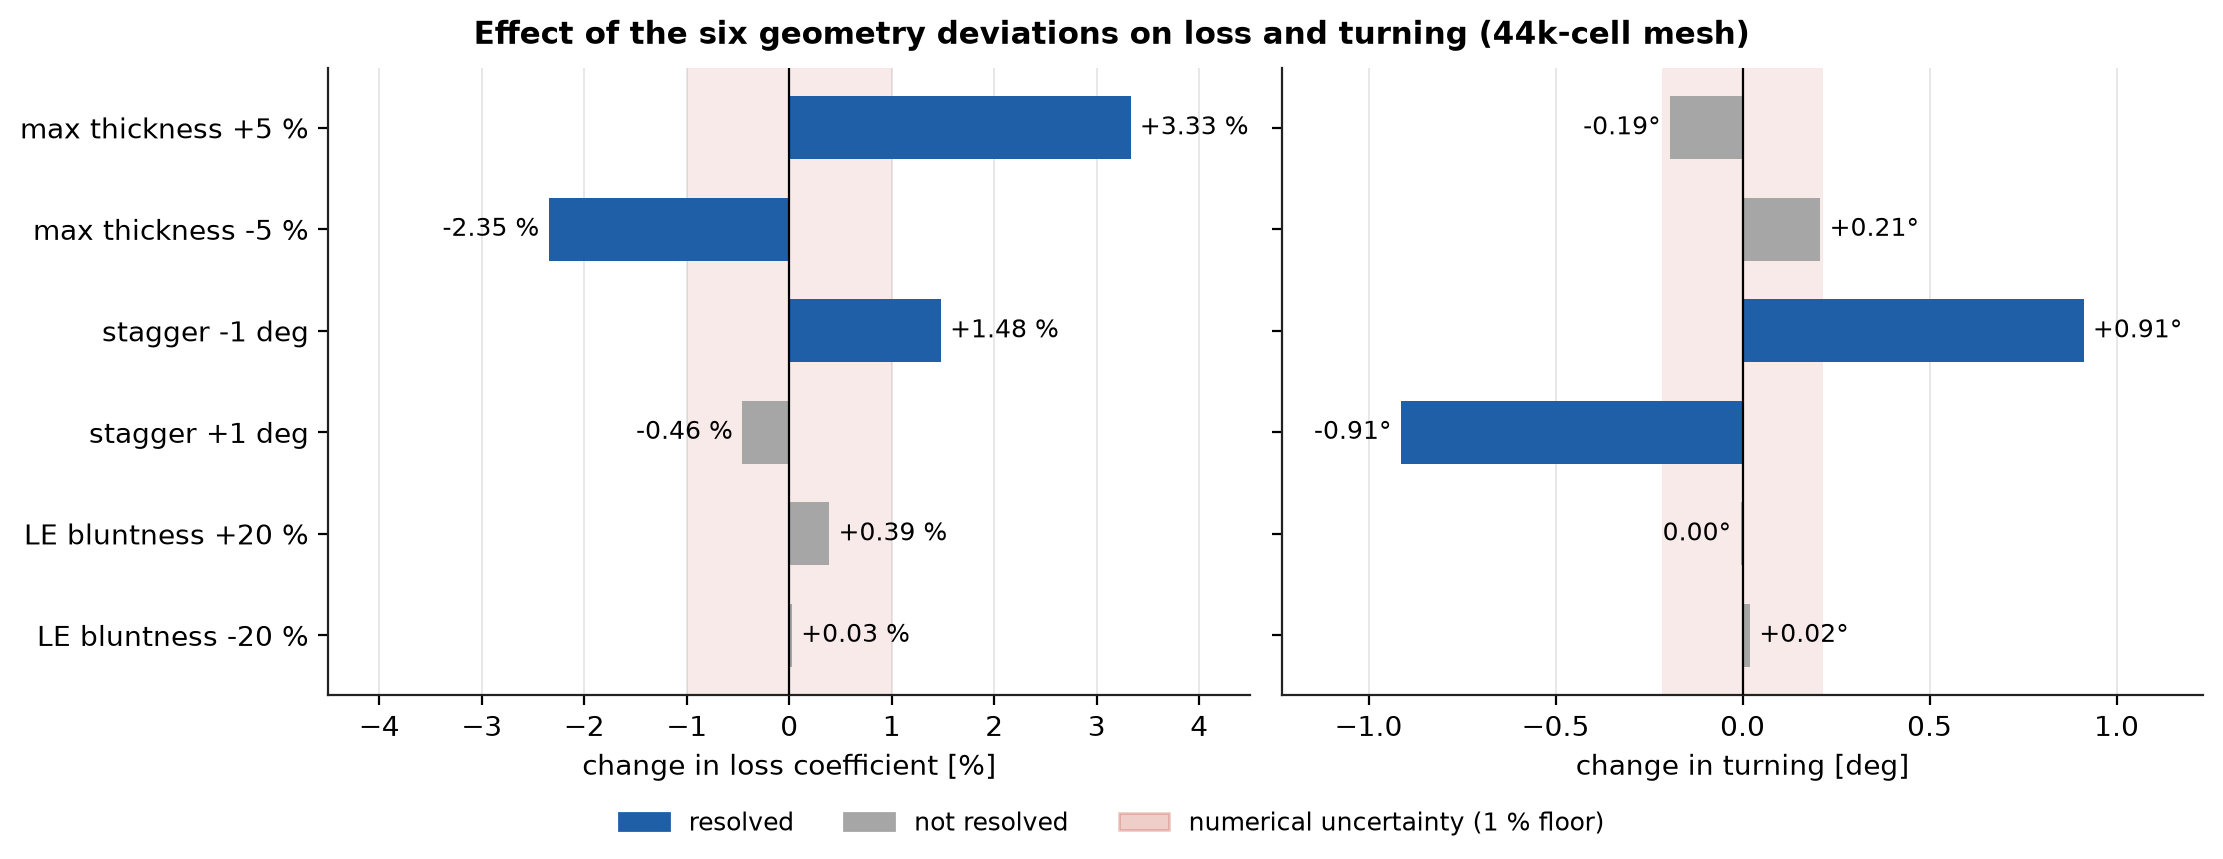 Effect of the six geometry deviations on loss and turning (44k-cell mesh)
max thickness +5 %
+3.33 %
-0.19°
max thickness -5 %
-2.35 %
+0.21°
stagger -1 deg
+1.48 %
+0.91°
stagger +1 deg
-0.46 %
-0.91°
LE bluntness +20 %
+0.39 %
0.00°
LE bluntness -20 %
+0.03 %
+0.02°
−4 −3 −2 −1 0 1 2 3 4
−1.0 −0.5 0.0 0.5 1.0
change in loss coefficient [%]
change in turning [deg]
resolved
not resolved
numerical uncertainty (1 % floor)